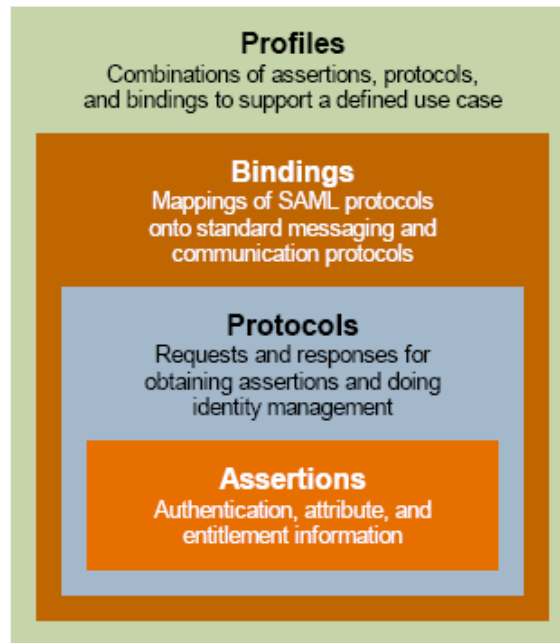 Profiles
Combinations of assertions, protocols,
and bindings to support a defined use case
Bindings
Mappings of SAML protocols
onto standard messaging and
communication protocols
Protocols
Requests and responses for
obtaining assertions and doing
identity management
Assertions
Authentication, attribute, and
entitlement information